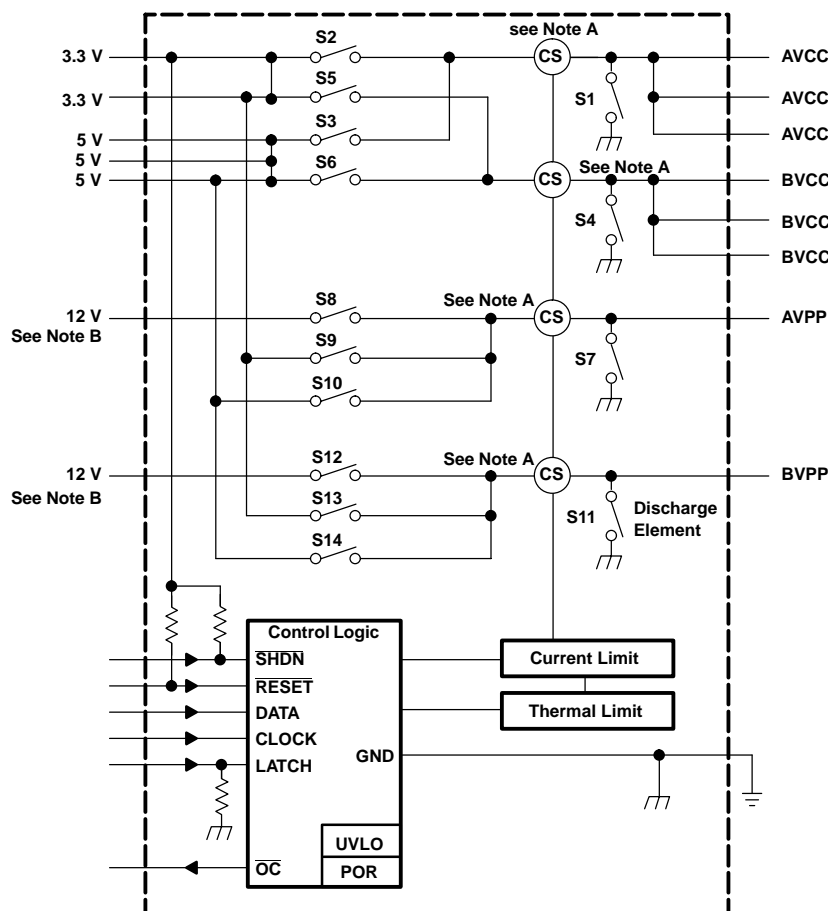 see Note A
S2
3.3 V
CS
AVCC
S5
3.3 V
S1
AVCC
S3
5 V
AVCC
5 V
S6
See Note A
5 V
CS
BVCC
S4
BVCC
BVCC
S8
See Note A
12 V
CS
AVPP
See Note B
S9
S7
S10
S12
See Note A
12 V
CS
BVPP
See Note B
S13
S11
Discharge
Element
S14
Control Logic
SHDN
Current Limit
RESET
DATA
Thermal Limit
CLOCK
GND
LATCH
UVLO
OC
POR